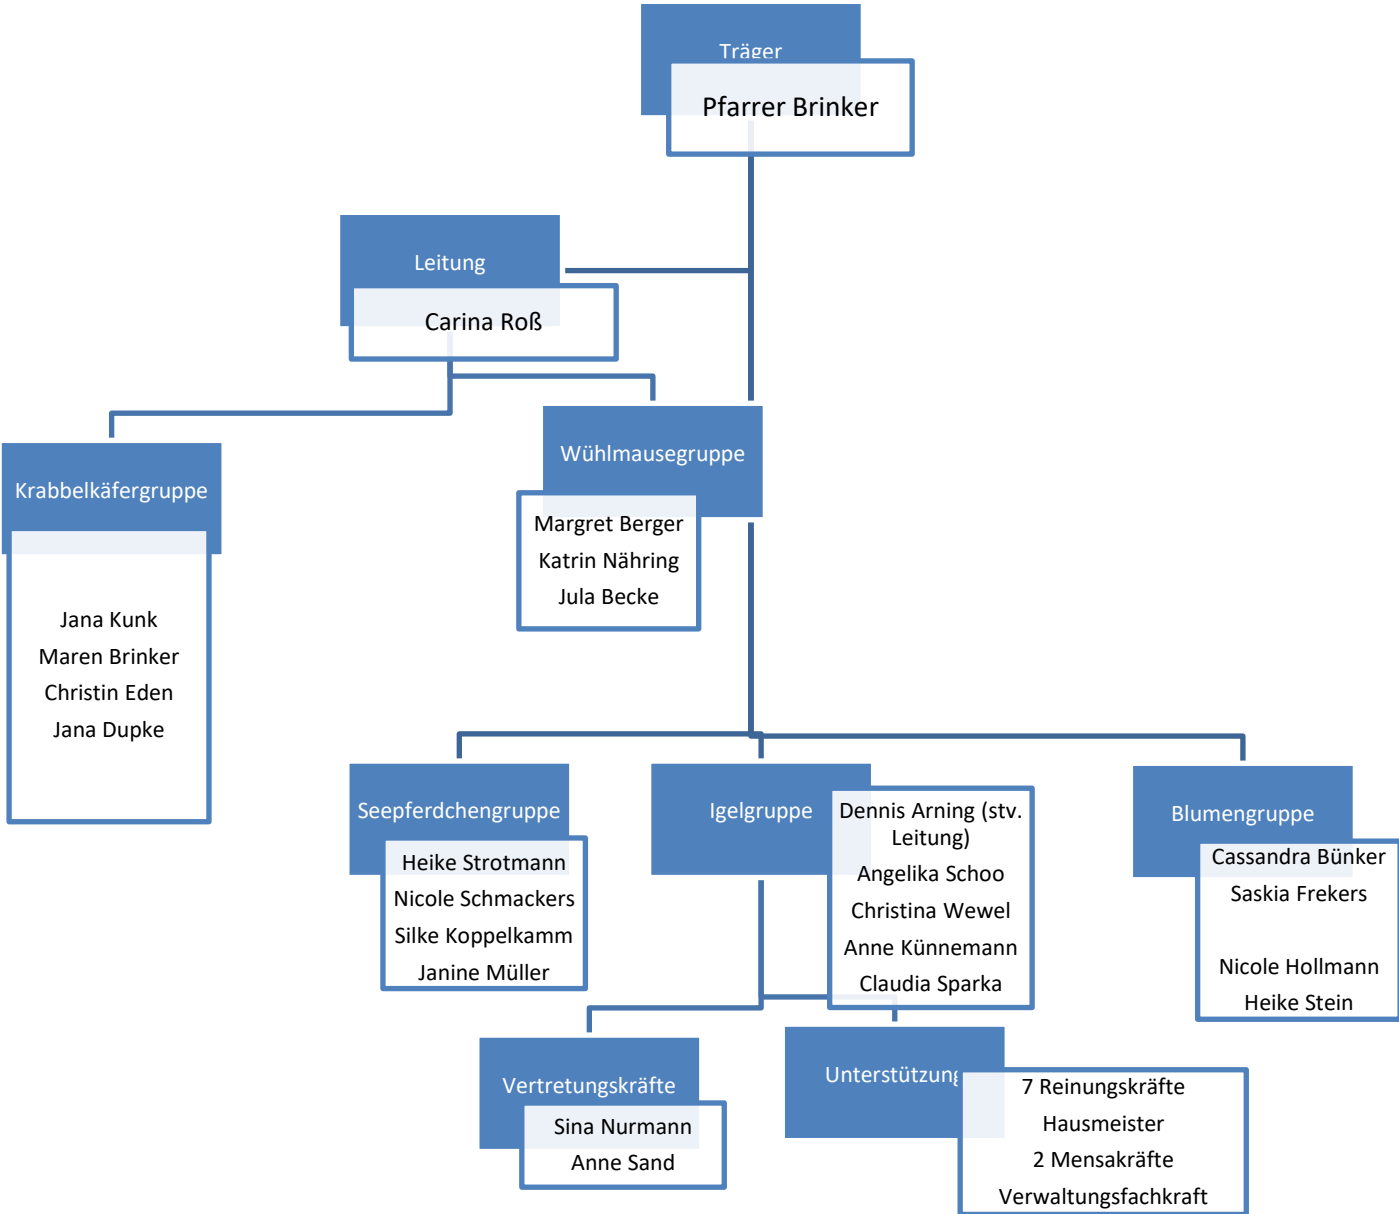 Träger
Pfarrer Brinker
Leitung
Carina Roß
Krabbelkäfergruppe
Jana Kunk
Maren Brinker
Christin Eden
Jana Dupke
Wühlmausegruppe
Margret Berger
Katrin Nähring
Jula Becke
Seepferdchengruppe
Heike Strotmann
Nicole Schmackers
Silke Koppelkamm
Janine Müller
Igelgruppe
Dennis Arning (stv.
Leitung)
Angelika Schoo
Christina Wewel
Anne Künnemann
Claudia Sparka
Blumengruppe
Cassandra Bünker
Saskia Frekers
Nicole Hollmann
Heike Stein
Vertretungskräfte
Sina Nurmann
Anne Sand
Unterstützung
7 Reinungskräfte
Hausmeister
2 Mensakräfte
Verwaltungsfachkraft